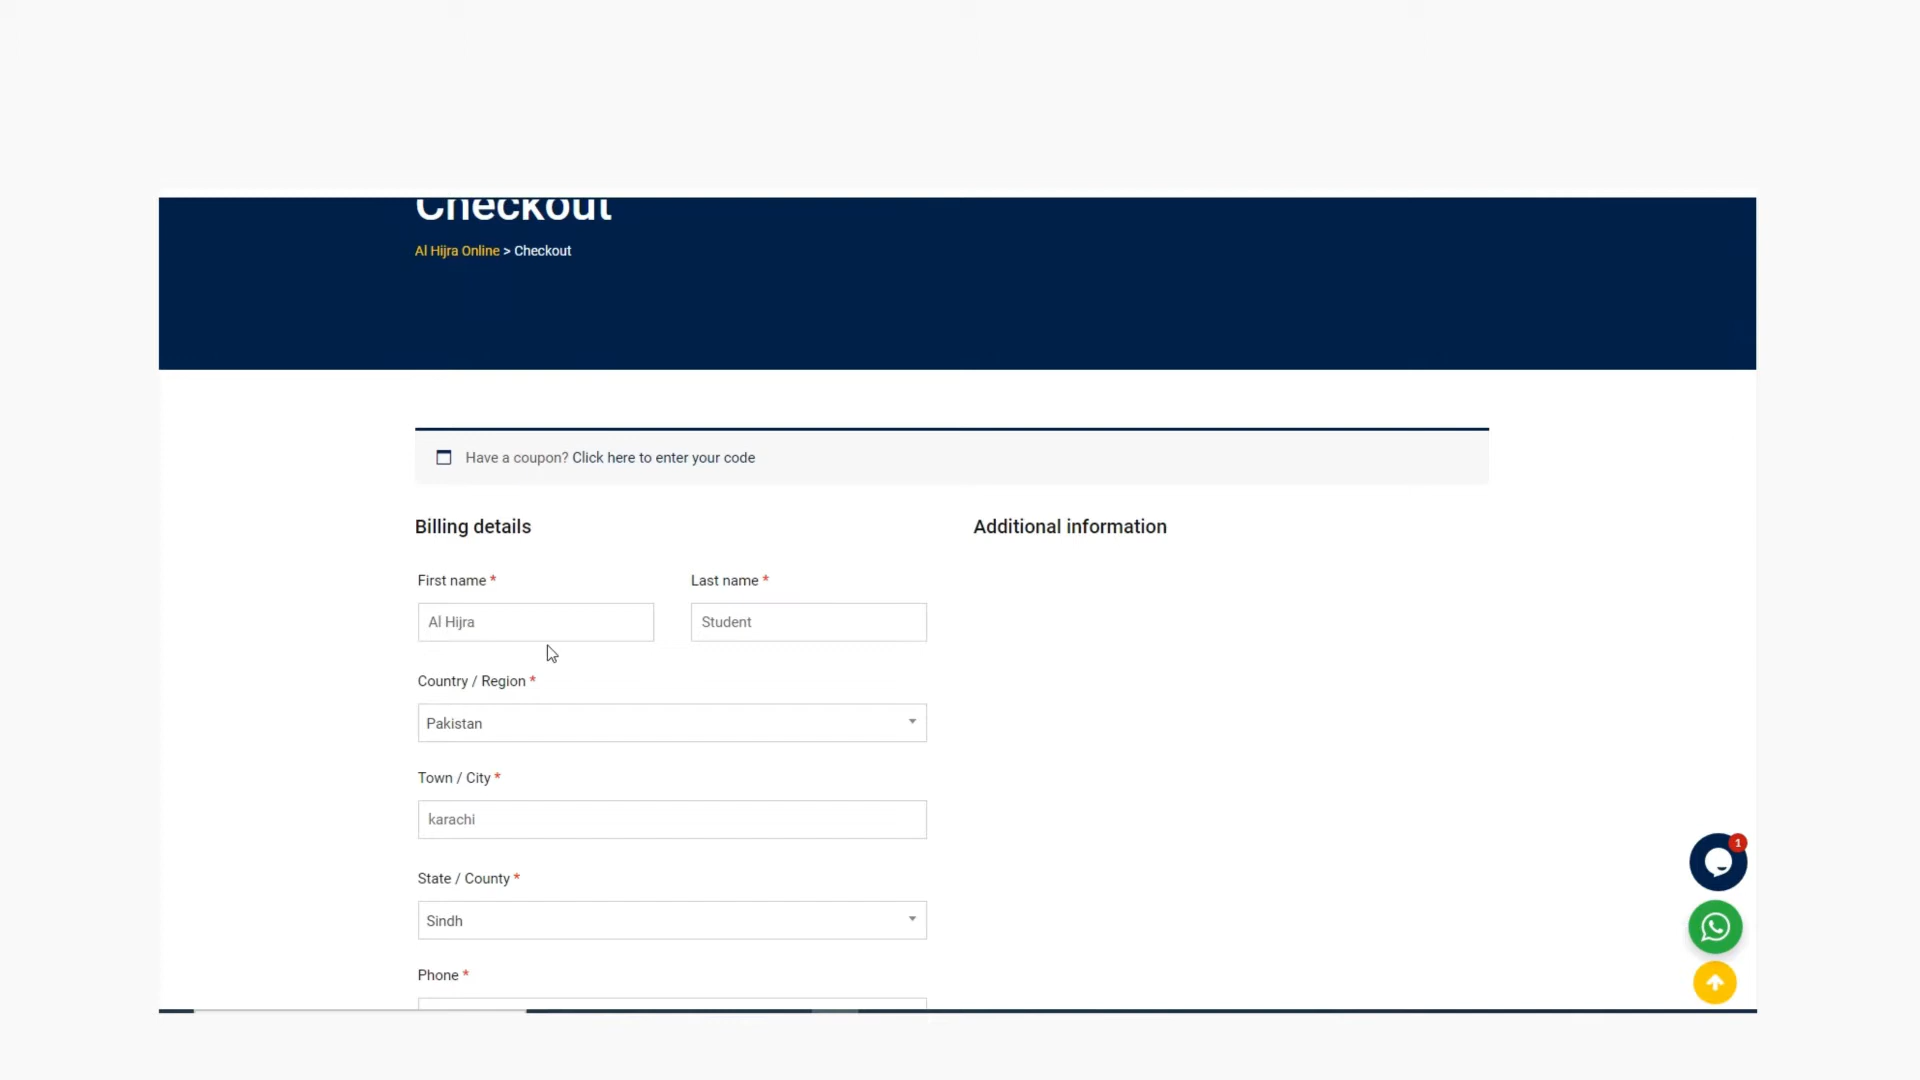 Checkout
Al Hijra Online > Checkout
Have a coupon? Click here to enter your code
Billing details
Additional information
First name *
Last name *
Al Hijra
Student
Country / Region *
Pakistan
Town / City *
karachi
State / County *
Sindh
Phone *
1